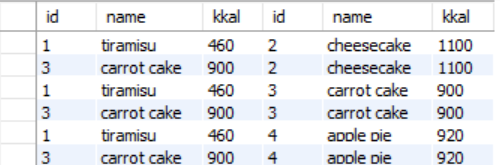 id name kkal id name kkal
1 tiramisu 460 2 cheesecake 1100
3 carrot cake 900 2 cheesecake 1100
1 tiramisu 460 3 carrot cake 900
3 carrot cake 900 3 carrot cake 900
1 tiramisu 460 4 apple pie 920
3 carrot cake 900 4 apple pie 920